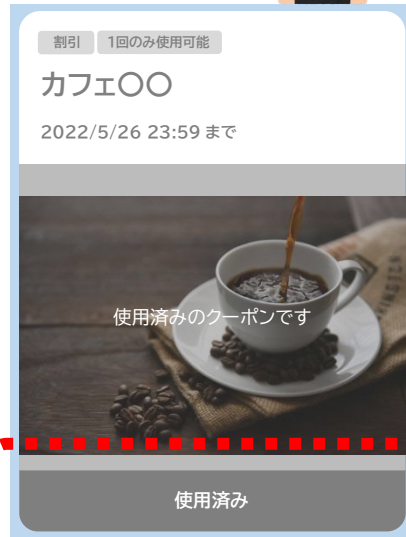 割引 1回のみ使用可能
カフェ〇〇
2022/5/26 23:59 まで
使用済みのクーポンです
使用済み